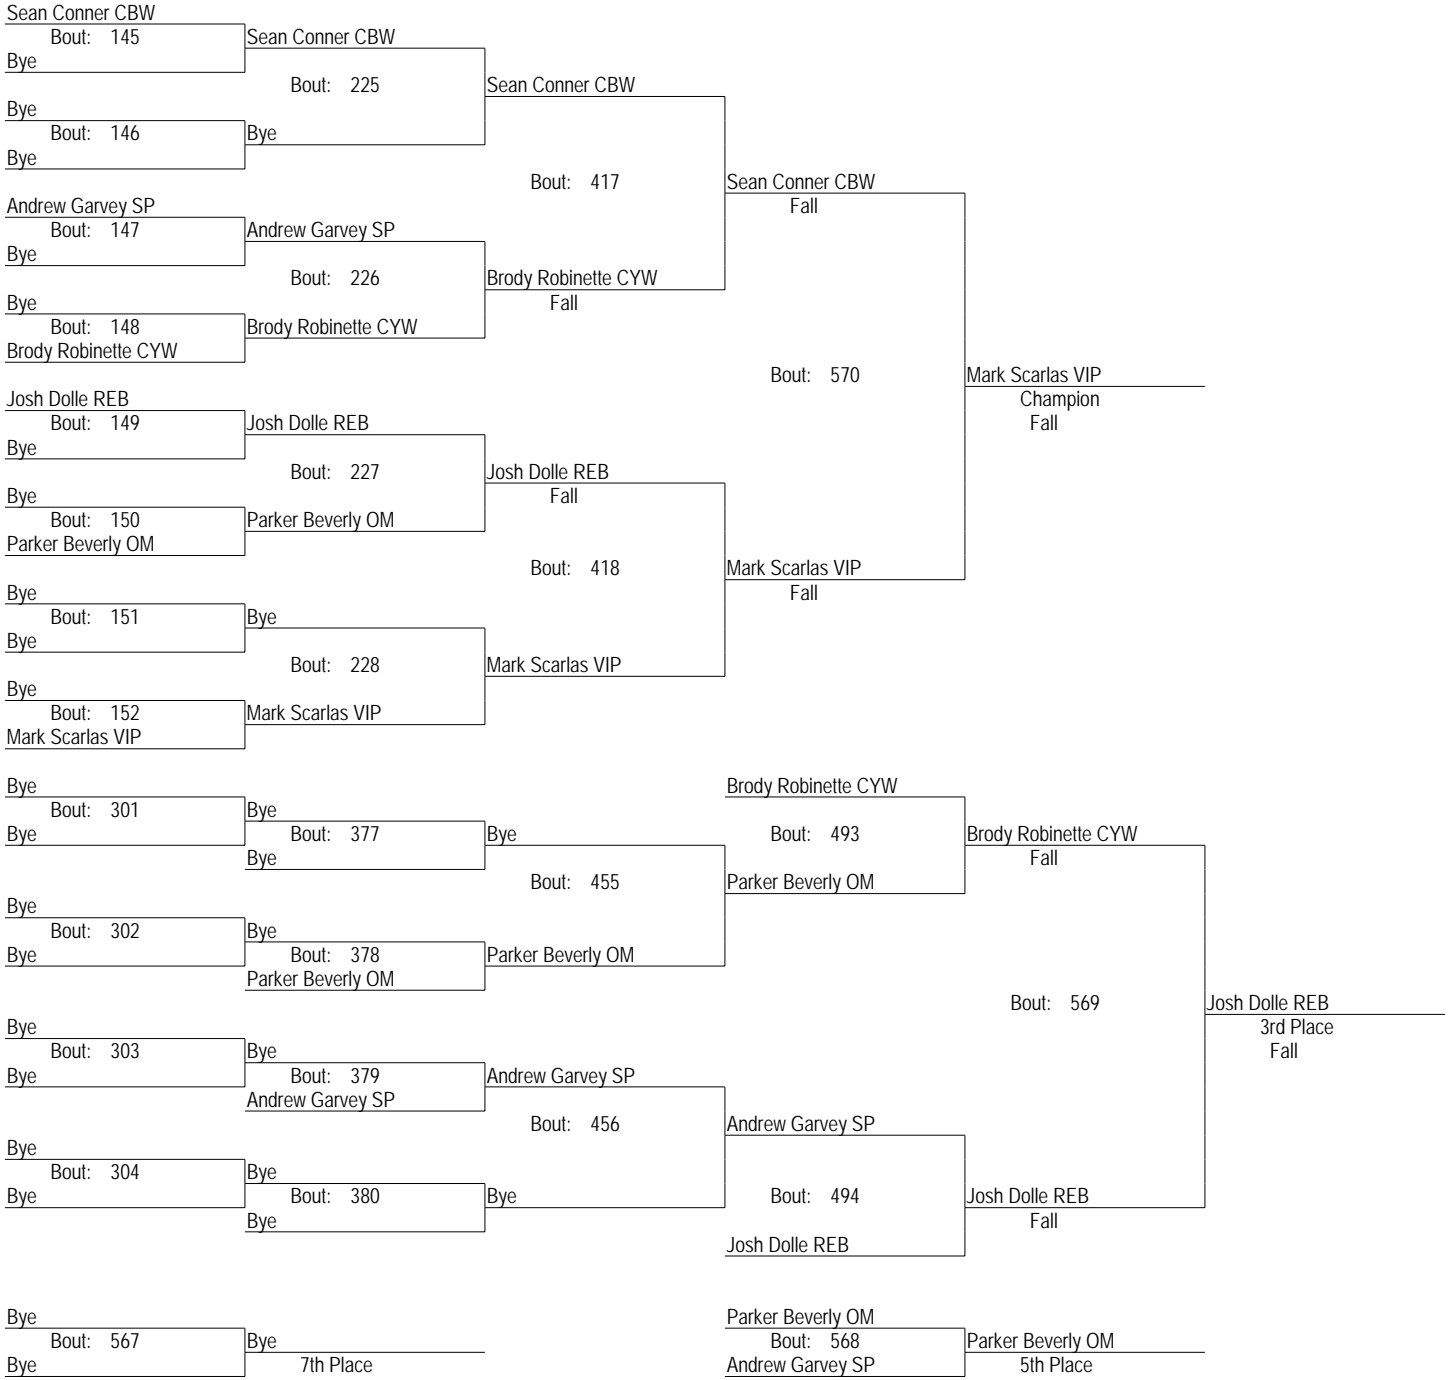 Sean Conner CBW
Bout: 145 Sean Conner CBW
Bye
Bout: 225 Sean Conner CBW
Bye
Bout: 146 Bye
Bye
Bout: 417 Sean Conner CBW
Andrew Garvey SP Fall
Bout: 147 Andrew Garvey SP
Bye
Bout: 226 Brody Robinette CYW
Bye Fall
Bout: 148 Brody Robinette CYW
Brody Robinette CYW
Bout: 570 Mark Scarlas VIP
Josh Dolle REB Champion
Bout: 149 Josh Dolle REB Fall
Bye
Bout: 227 Josh Dolle REB
Bye Fall
Bout: 150 Parker Beverly OM
Parker Beverly OM
Bout: 418 Mark Scarlas VIP
Bye Fall
Bout: 151 Bye
Bye
Bout: 228 Mark Scarlas VIP
Bye
Bout: 152 Mark Scarlas VIP
Mark Scarlas VIP
Bye Brody Robinette CYW
Bout: 301 Bye
Bye Bout: 377 Bye Bout: 493 Brody Robinette CYW
Bye Fall
Bout: 455 Parker Beverly OM
Bye
Bout: 302 Bye
Bye Bout: 378 Parker Beverly OM
Parker Beverly OM
Bout: 569 Josh Dolle REB
Bye 3rd Place
Bout: 303 Bye Fall
Bye Bout: 379 Andrew Garvey SP
Andrew Garvey SP
Bout: 456 Andrew Garvey SP
Bye
Bout: 304 Bye
Bye Bout: 380 Bye Bout: 494 Josh Dolle REB
Bye Fall
Josh Dolle REB
Bye Parker Beverly OM
Bout: 567 Bye Bout: 568 Parker Beverly OM
Bye 7th Place Andrew Garvey SP 5th Place